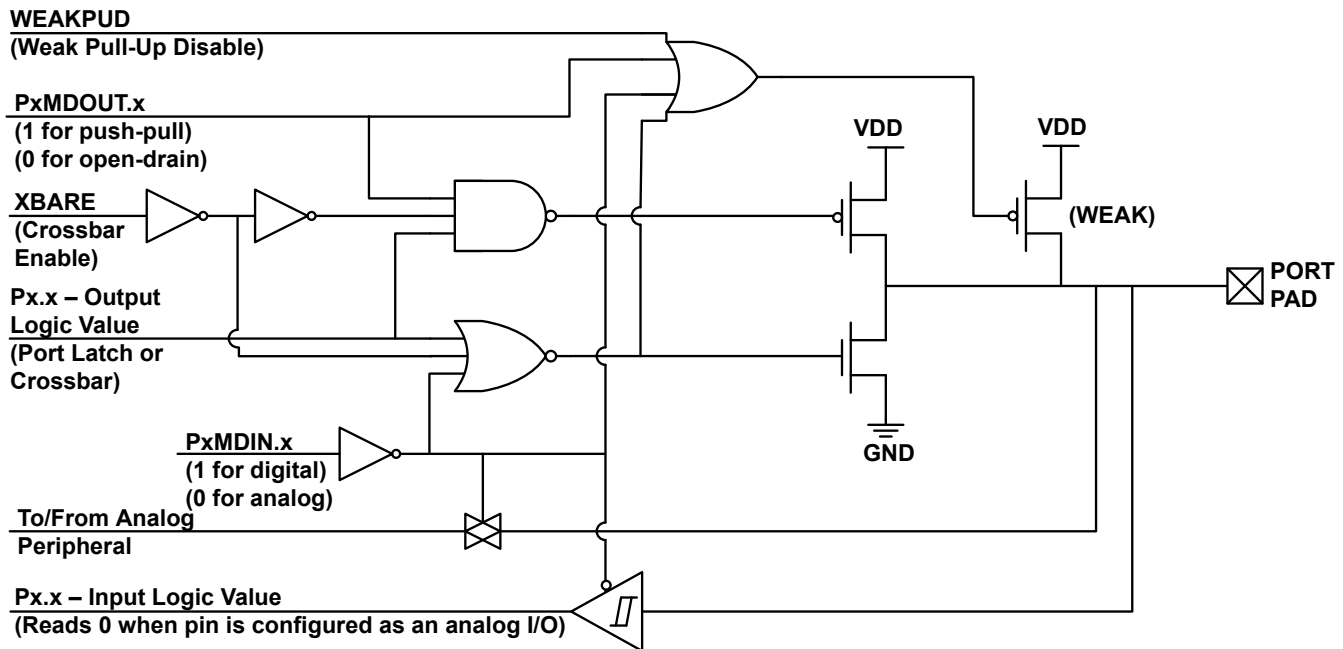 WEAKPUD
(Weak Pull-Up Disable)
PxMDOUT.x
(1 for push-pull)
(0 for open-drain)
XBARE
(Crossbar
Enable)
Px.x – Output
Logic Value
(Port Latch or
Crossbar)
PxMDIN.x
(1 for digital)
(0 for analog)
To/From Analog
Peripheral
Px.x – Input Logic Value
(Reads 0 when pin is configured as an analog I/O)
VDD
VDD
(WEAK)
GND
PORT
PAD